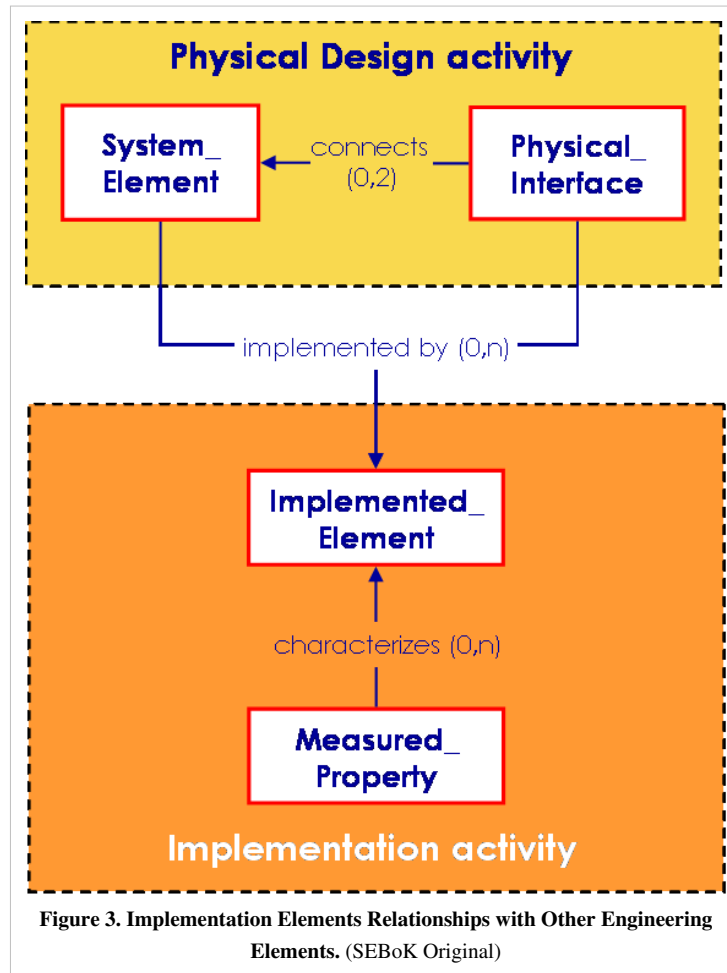 Physical Design activity
System_
Element
connects
(0,2)
Physical_
Interface
implemented by (0,n)
Implemented_
Element
characterizes (0,n)
Measured_
Property
Implementation activity
Figure 3. Implementation Elements Relationships with Other Engineering
Elements. (SEBoK Original)